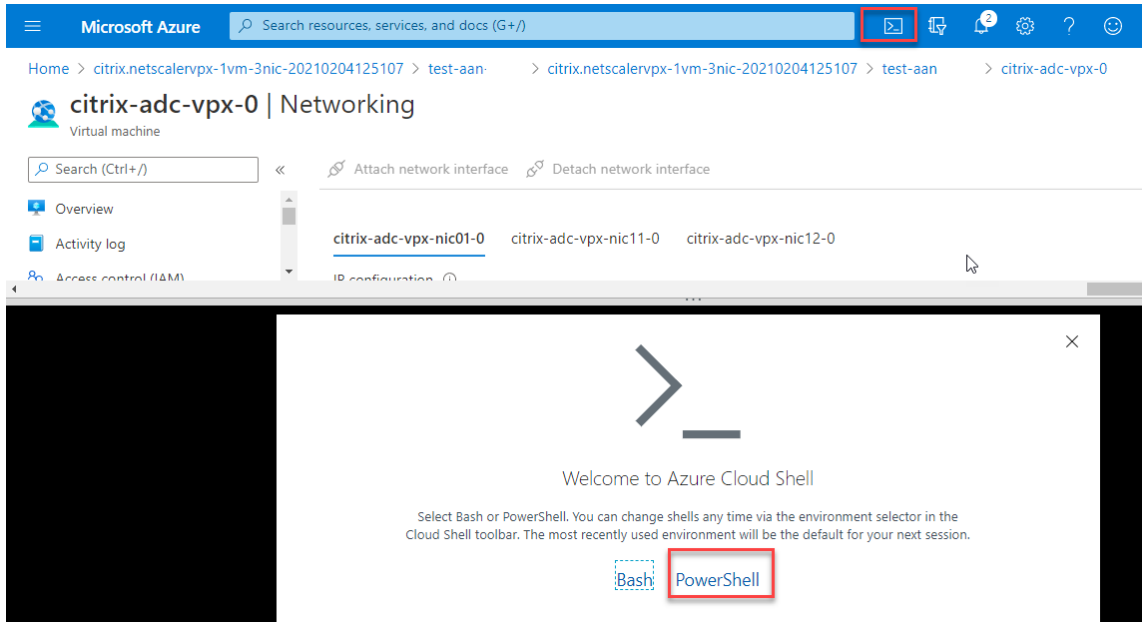 Microsoft Azure Search resources, services, and docs (G+/) 2
Home > citrix.netscalervpx-1vm-3nic-20210204125107 > test-aan- > citrix.netscalervpx-1vm-3nic-20210204125107 > test-aan > citrix-adc-vpx-0
citrix-adc-vpx-0 | Networking
Virtual machine
Search (Ctrl+/) « Attach network interface Detach network interface
Overview
citrix-adc-vpx-nic01-0 citrix-adc-vpx-nic11-0 citrix-adc-vpx-nic12-0
Activity log
Access control (IAM) IP configuration
Welcome to Azure Cloud Shell
Select Bash or PowerShell. You can change shells any time via the environment selector in the
Cloud Shell toolbar. The most recently used environment will be the default for your next session.
Bash PowerShell